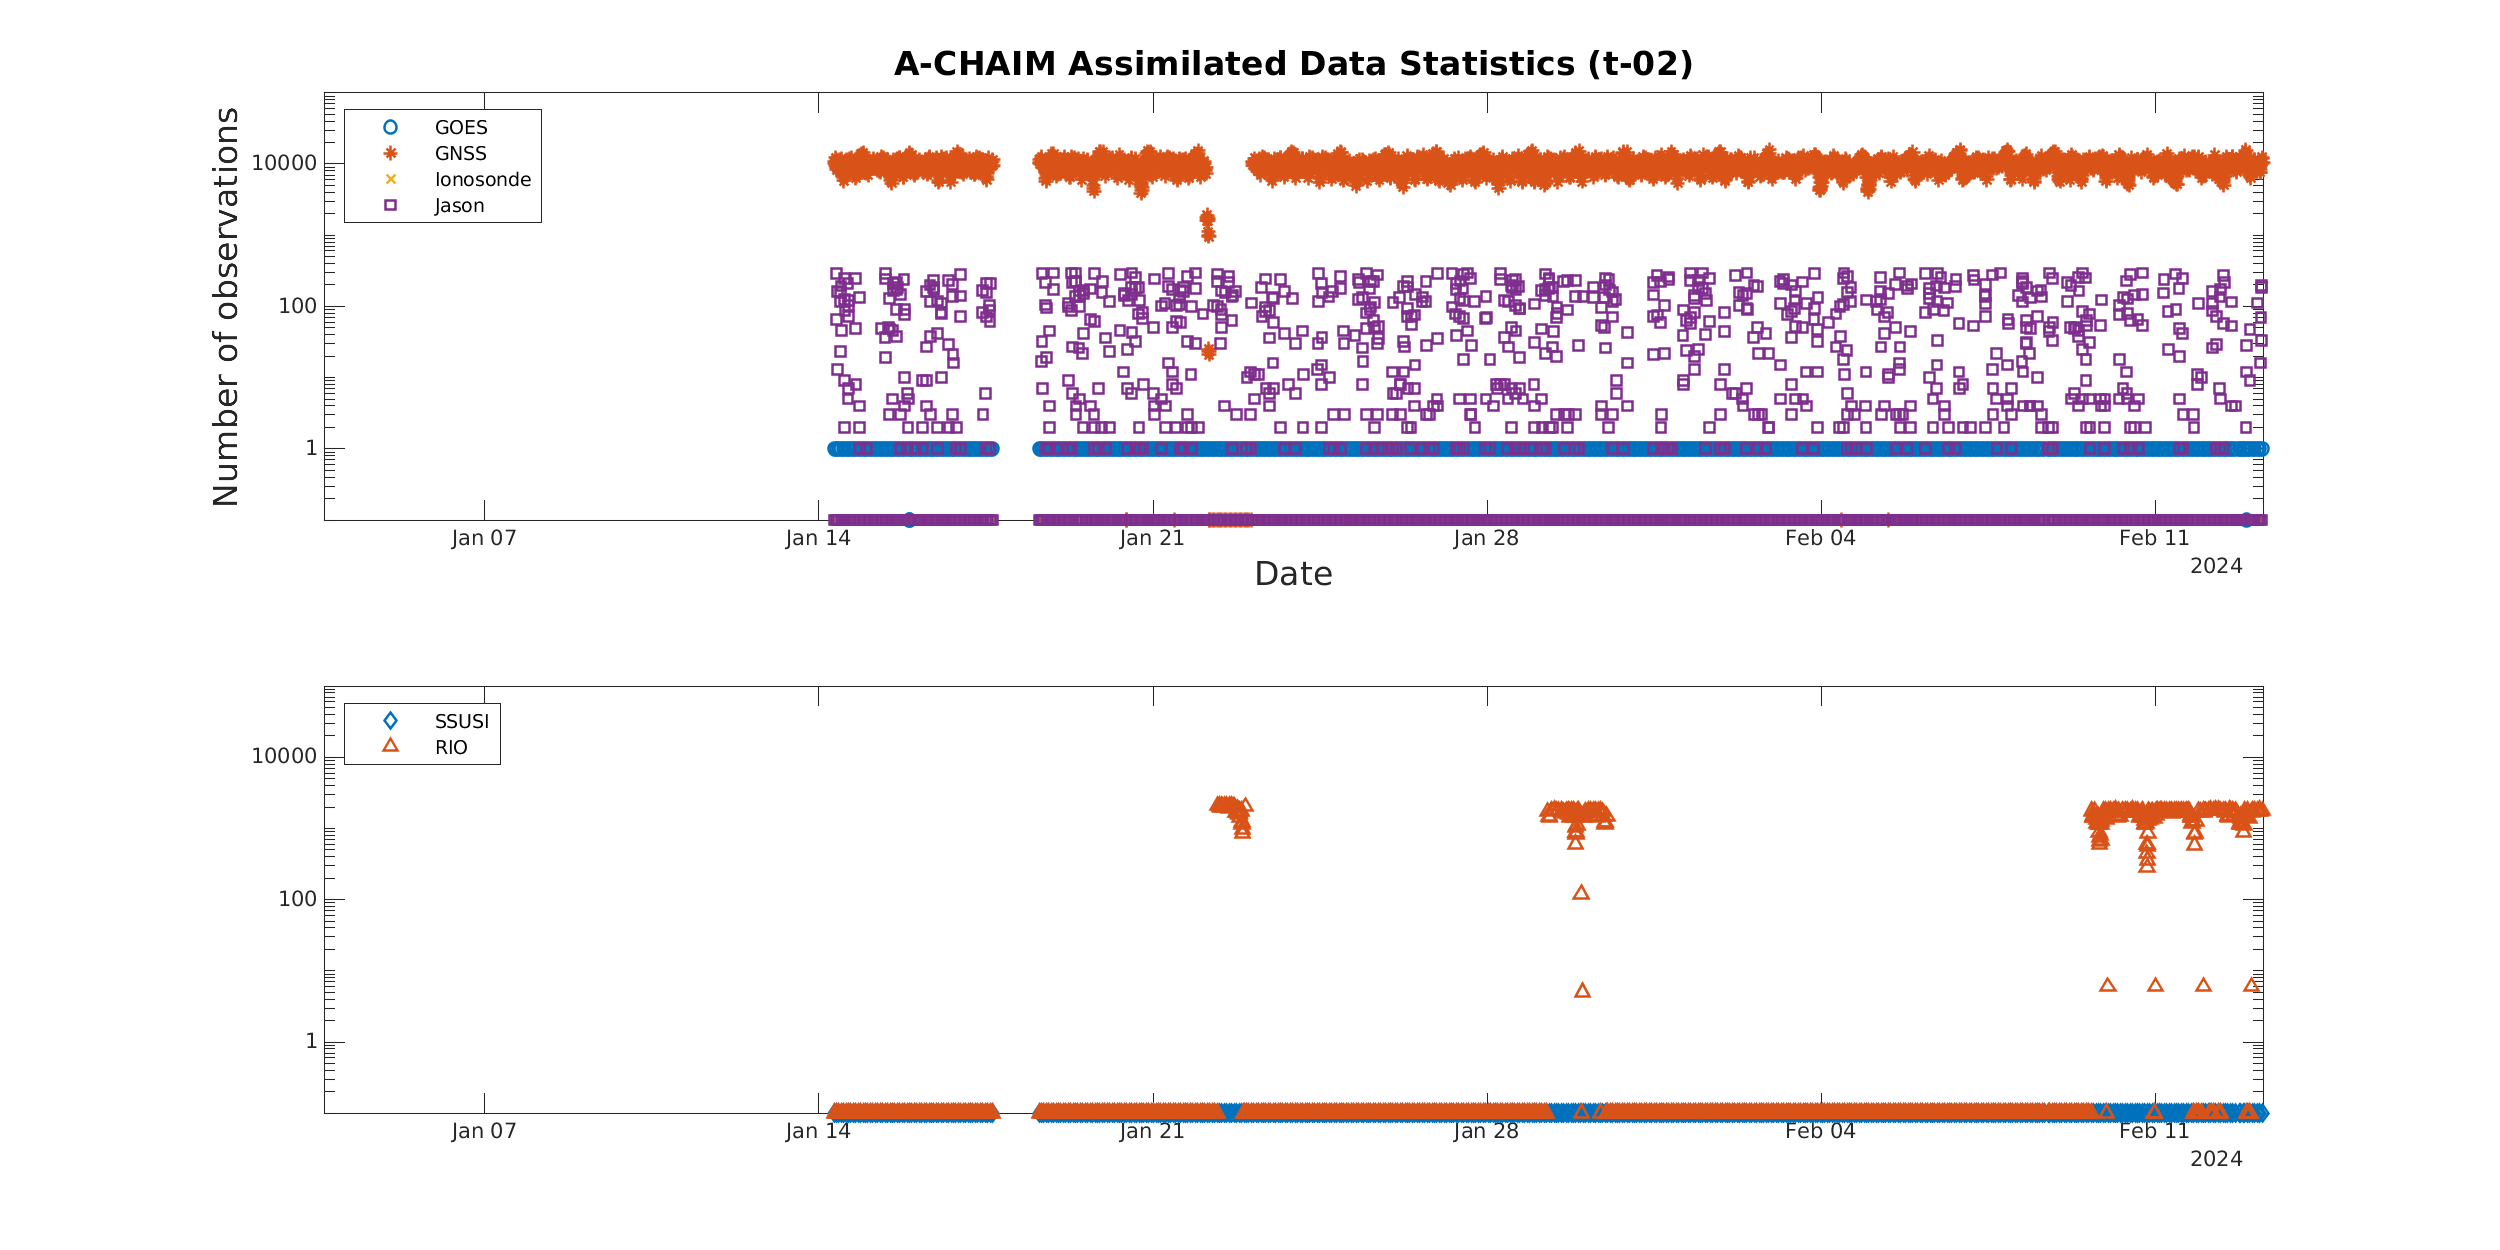 A-CHAIM Assimilated Data Statistics (t-02)
Number of observations
10000
100
1
GOES
GNSS
Ionosonde
Jason
Jan 07
Jan 14
Jan 21
Jan 28
Feb 04
Feb 11
2024
Date
10000
100
1
SSUSI
RIO
Jan 07
Jan 14
Jan 21
Jan 28
Feb 04
Feb 11
2024